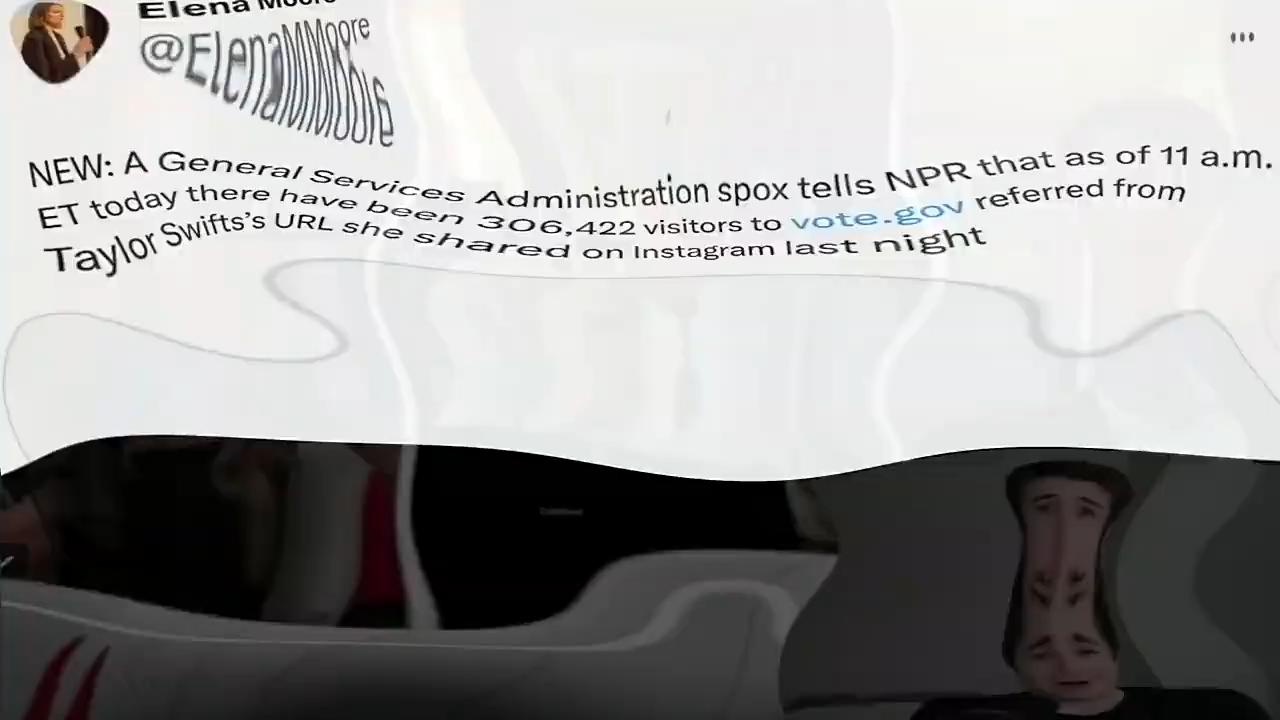 Elena Moore
@ElenaMMoore
NEW: A General Services Administration spox tells NPR that as of 11 a.m.
ET today there have been 306,422 visitors to vote.gov referred from
Taylor Swifts's URL she shared on Instagram last night